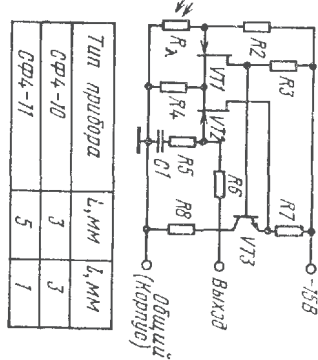 Тип прибора L, мм l, мм
СФ4-10 3 3
СФ4-11 5 1
Rλ
R2
VT1
R3
R4
VT2
R5
C1
R6
R7
R8
VT3
Общий
(Корпус)
Выход
-15В